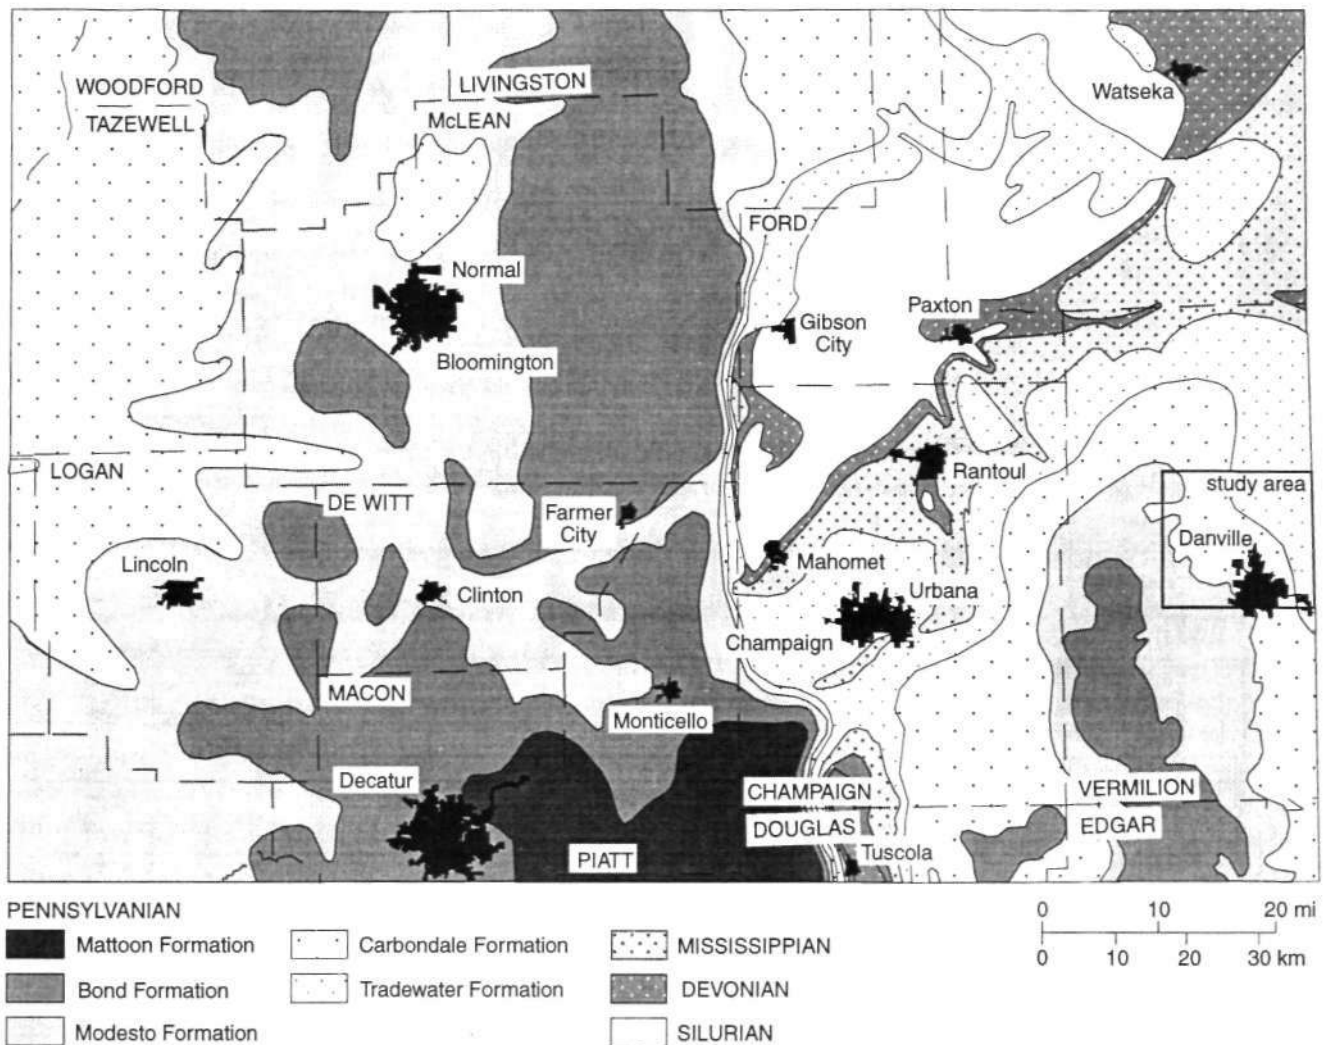 WOODFORD
TAZEWELL
LIVINGSTON
McLEAN
Watseka
FORD
Normal
Bloomington
Gibson
City
Paxton
LOGAN
DE WITT
Farmer
City
Rantoul
study area
Danville
Lincoln
Clinton
Mahomet
Urbana
Champaign
MACON
Monticello
Decatur
CHAMPAIGN
DOUGLAS
VERMILION
EDGAR
PIATT
Tuscola
PENNSYLVANIAN
Mattoon Formation
Bond Formation
Modesto Formation
Carbondale Formation
Tradewater Formation
MISSISSIPPIAN
DEVONIAN
SILURIAN
0 10 20 mi
0 10 20 30 km